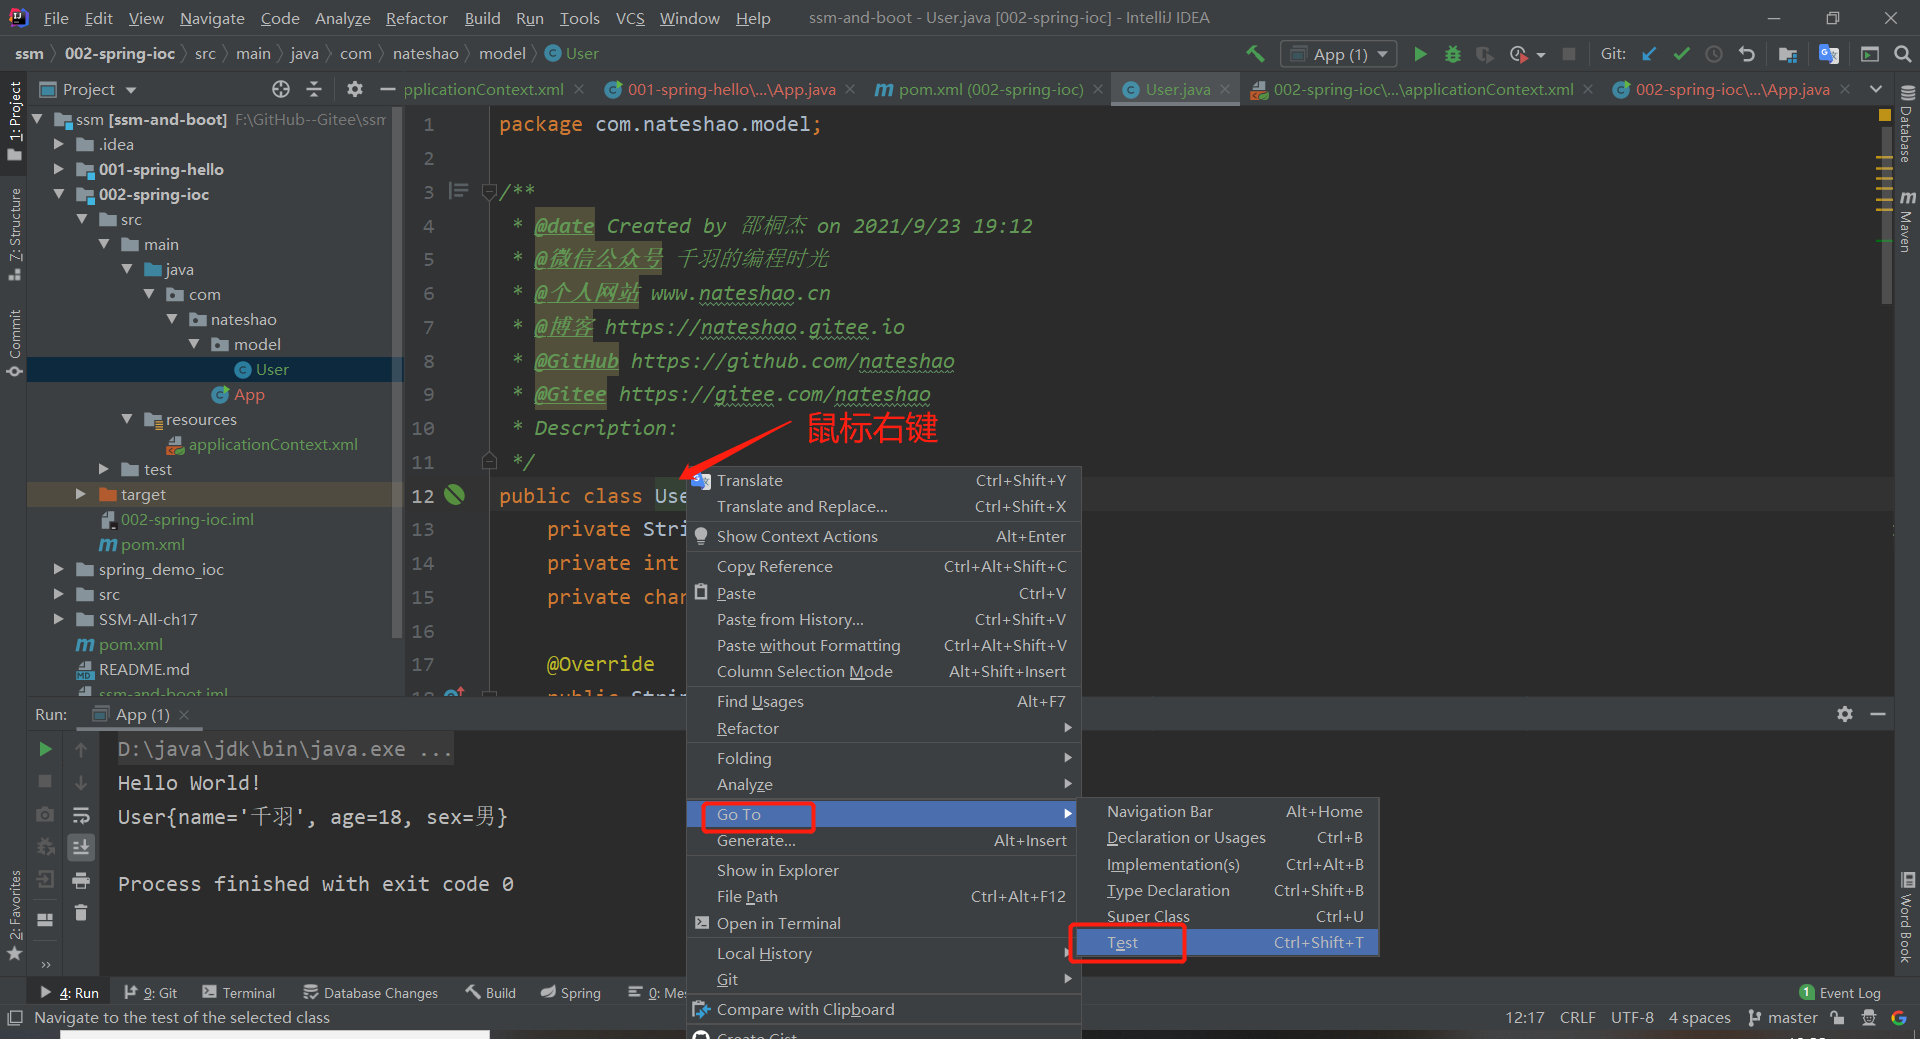 File Edit View Navigate Code Analyze Refactor Build Run Tools VCS Window Help ssm-and-boot - User.java [002-spring-ioc] - IntelliJ IDEA
ssm 002-spring-ioc src main java com nateshao model User App (1) Git:
1: Project
7: Structure
Commit
2: Favorites
Project
ssm [ssm-and-boot] F:\GitHub--Gitee\ssm
.idea
001-spring-hello
002-spring-ioc
src
main
java
com
nateshao
model
User
App
resources
applicationContext.xml
test
target
002-spring-ioc.iml
pom.xml
spring_demo_ioc
src
SSM-All-ch17
pom.xml
README.md
ssm-and-boot.iml
pplicationContext.xml 001-spring-hello\...\App.java pom.xml (002-spring-ioc) User.java 002-spring-ioc\...\applicationContext.xml 002-spring-ioc\...\App.java
1 package com.nateshao.model;
2
3 /**
4 * @date Created by 邵桐杰 on 2021/9/23 19:12
5 * @微信公众号 千羽的编程时光
6 * @个人网站 www.nateshao.cn
7 * @博客 https://nateshao.gitee.io
8 * @GitHub https://github.com/nateshao
9 * @Gitee https://gitee.com/nateshao
10 * Description:
11 */
12 public class Use
13 private Stri
14 private int
15 private char
16
17 @Override
18 public Strin
鼠标右键
Translate Ctrl+Shift+Y
Translate and Replace... Ctrl+Shift+X
Show Context Actions Alt+Enter
Copy Reference Ctrl+Alt+Shift+C
Paste Ctrl+V
Paste from History... Ctrl+Shift+V
Paste without Formatting Ctrl+Alt+Shift+V
Column Selection Mode Alt+Shift+Insert
Find Usages Alt+F7
Refactor
Folding
Analyze
Go To
Generate... Alt+Insert
Show in Explorer
File Path Ctrl+Alt+F12
Open in Terminal
Local History
Git
Compare with Clipboard
Create Gist
Navigation Bar Alt+Home
Declaration or Usages Ctrl+B
Implementation(s) Ctrl+Alt+B
Type Declaration Ctrl+Shift+B
Super Class Ctrl+U
Test Ctrl+Shift+T
Database
Maven
Word Book
Run: App (1)
D:\java\jdk\bin\java.exe ...
Hello World!
User{name='千羽', age=18, sex=男}
Process finished with exit code 0
4: Run 9: Git Terminal Database Changes Build Spring 0: Mes 1 Event Log
Navigate to the test of the selected class 12:17 CRLF UTF-8 4 spaces master